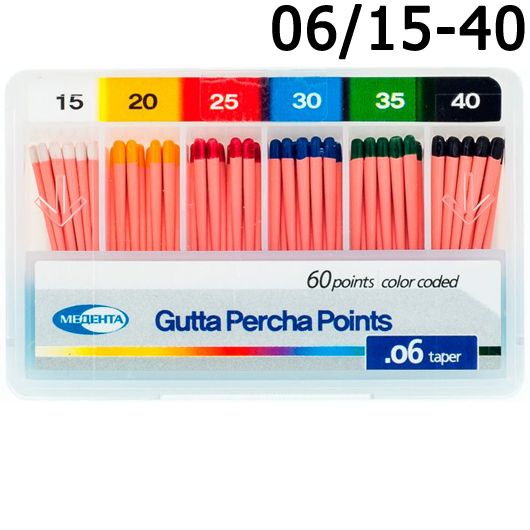 06/15-40
15 20 25 30 35 40
60 points color coded
МЕДЕНТА
Gutta Percha Points
.06 taper